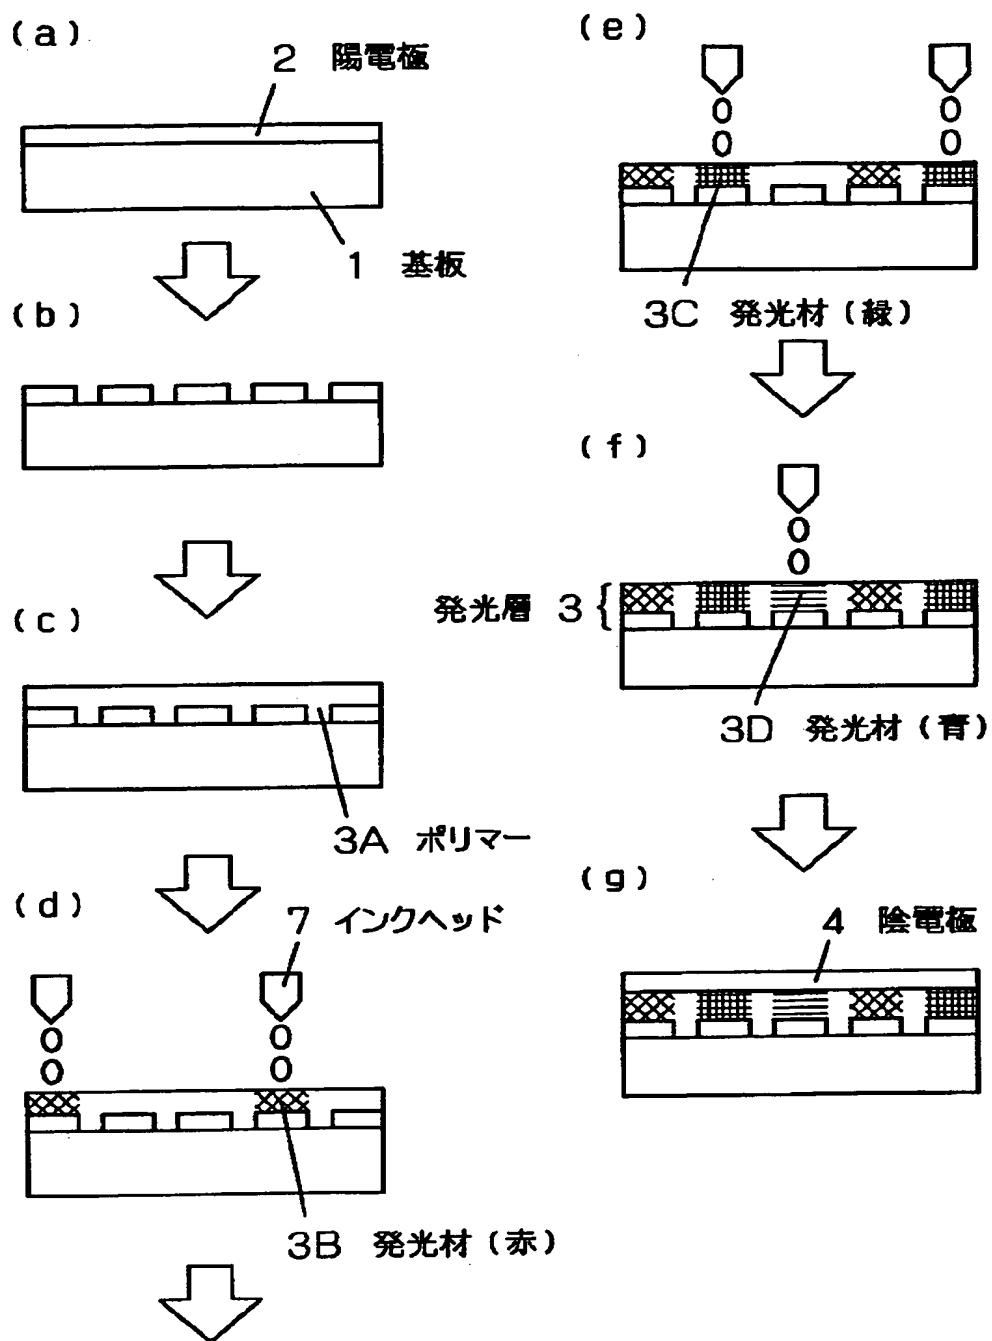 (a)
2 陽電極
1 基板
(b)
(c)
3A ポリマー
(d)
7 インクヘッド
3B 発光材(赤)
(e)
3C 発光材(緑)
(f)
発光層 3
3D 発光材(青)
(g)
4 陰電極